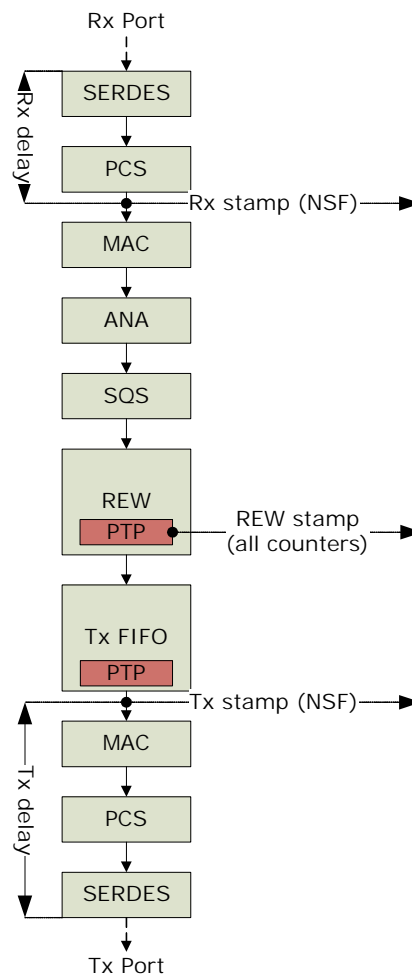 Rx Port
SERDES
Rx delay
PCS
Rx stamp (NSF)
MAC
ANA
SQS
REW
PTP
REW stamp
(all counters)
Tx FIFO
PTP
Tx stamp (NSF)
MAC
Tx delay
PCS
SERDES
Tx Port